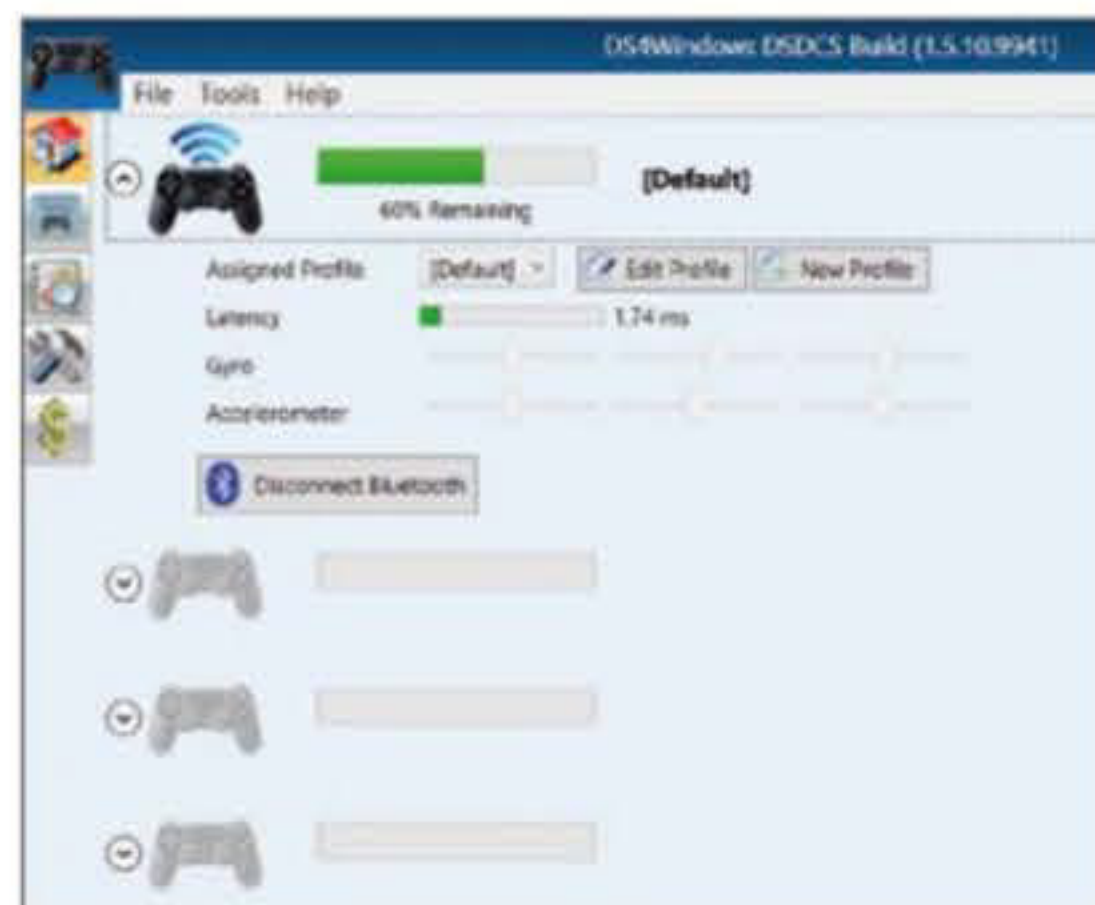 DS4Windows DSDCS Build (1.5.10.9941)
File Tools Help
[Default]
60% Remaining
Assigned Profile [Default] Edit Profile New Profile
Latency 1.74 ms
Gyro
Accelerometer
Disconnect Bluetooth